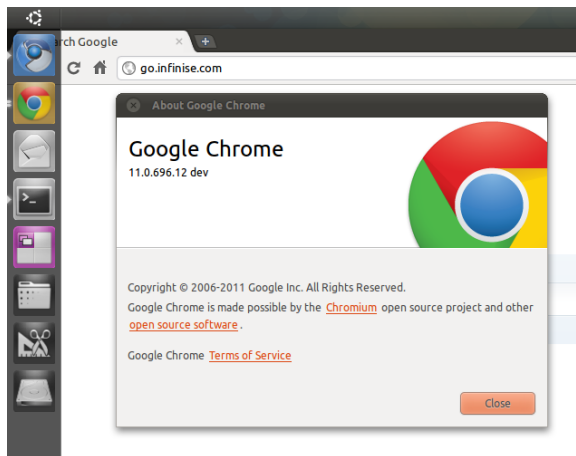 rch Google
go.infinise.com
About Google Chrome
Google Chrome
11.0.696.12 dev
Copyright © 2006-2011 Google Inc. All Rights Reserved.
Google Chrome is made possible by the Chromium open source project and other
open source software.
Google Chrome Terms of Service
Close